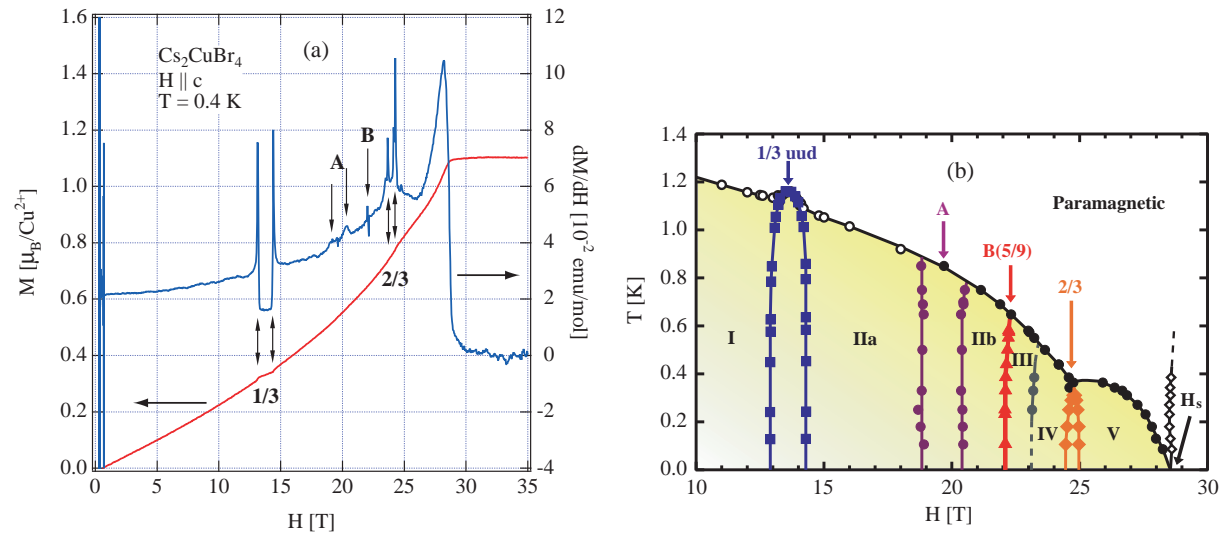 (a)
Cs2CuBr4
H || c
T = 0.4 K
A
B
2/3
1/3
1.6
1.4
1.2
1.0
0.8
0.6
0.4
0.2
0.0
M [μB/Cu2+]
0 5 10 15 20 25 30 35
H [T]
12
10
8
6
4
2
0
-2
-4
dM/dH [10-2 emu/mol]
(b)
1/3 uud
Paramagnetic
A
B(5/9)
2/3
I
IIa
IIb
III
IV
V
Hs
1.4
1.2
1.0
0.8
0.6
0.4
0.2
0.0
T [K]
10 15 20 25 30
H [T]